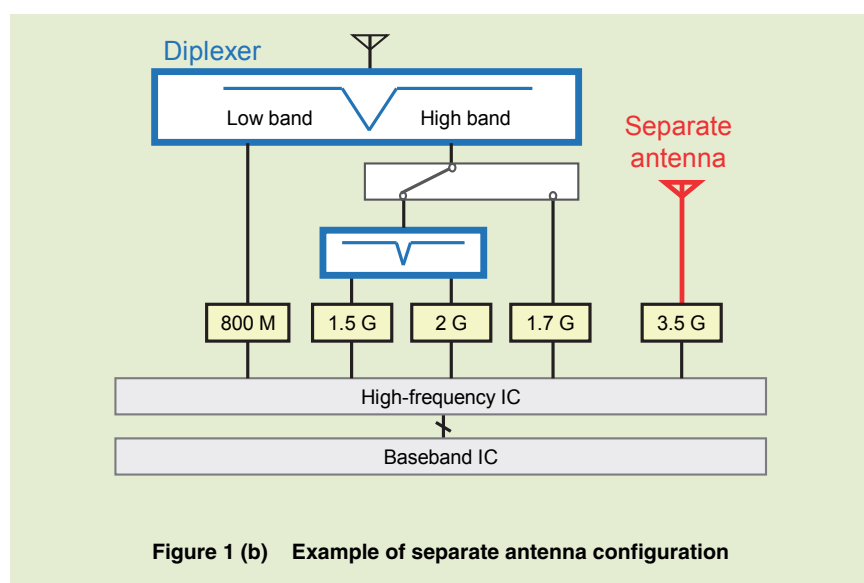 Diplexer
Low band
High band
Separate
antenna
800 M
1.5 G
2 G
1.7 G
3.5 G
High-frequency IC
Baseband IC
Figure 1 (b) Example of separate antenna configuration